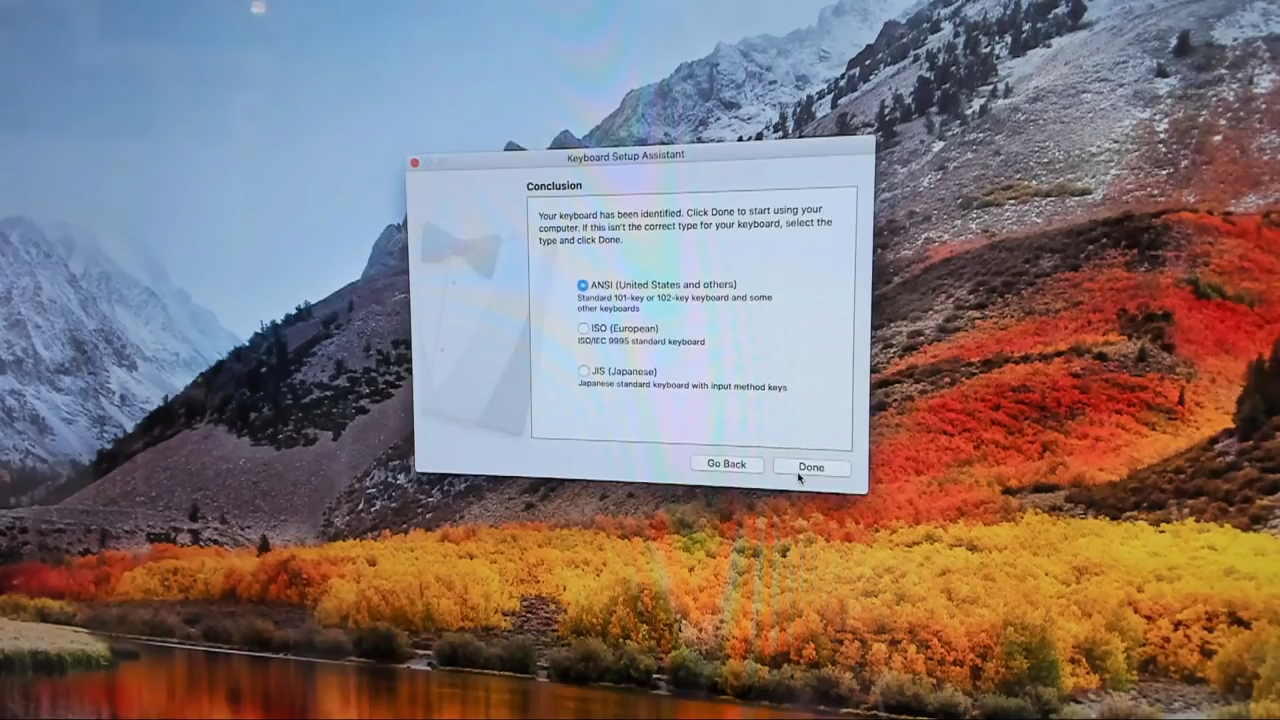 Keyboard Setup Assistant
Conclusion
Your keyboard has been identified. Click Done to start using your
computer. If this isn't the correct type for your keyboard, select the
type and click Done.
ANSI (United States and others)
Standard 101-key or 102-key keyboard and some
other keyboards
ISO (European)
ISO/IEC 9995 standard keyboard
JIS (Japanese)
Japanese standard keyboard with input method keys
Go Back
Done